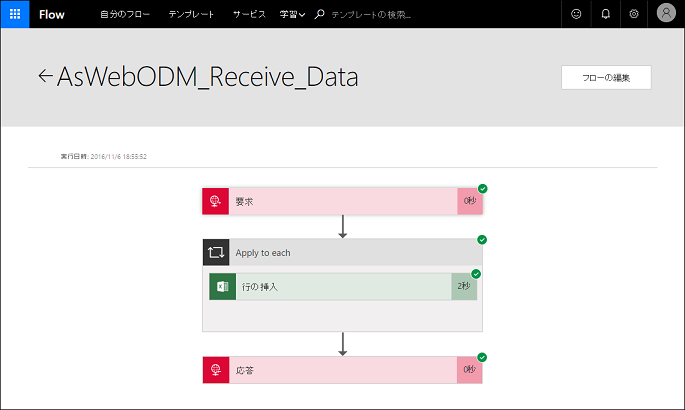 Flow 自分のフロー テンプレート サービス 学習 テンプレートの検索...
AsWebODM_Receive_Data
フローの編集
実行日時: 2016/11/6 18:55:52
要求 0秒
Apply to each
行の挿入 2秒
応答 0秒